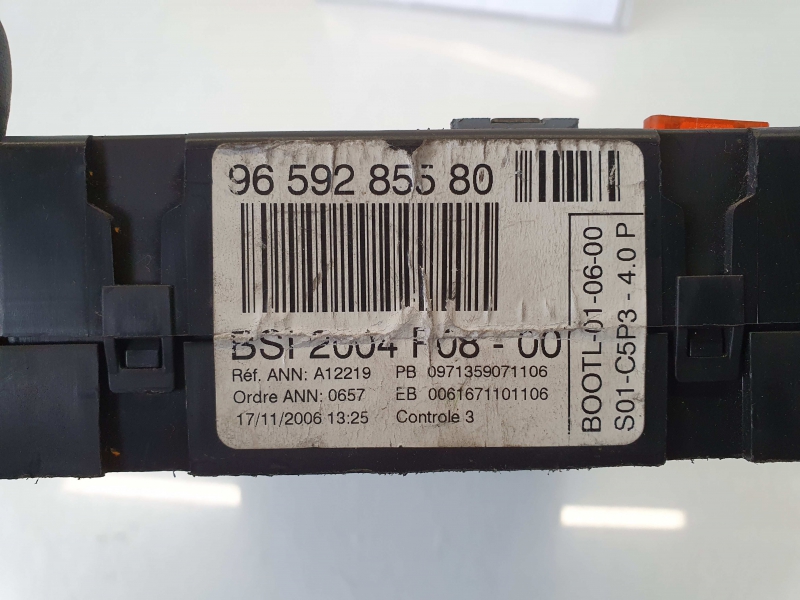 96 592 855 80
BSI 2004 F08 - 00
Réf. ANN: A12219 PB 0971359071106
Ordre ANN: 0657 EB 0061671101106
17/11/2006 13:25 Controle 3
BOOTL-01-06-00
S01-C5P3 - 4.0 P